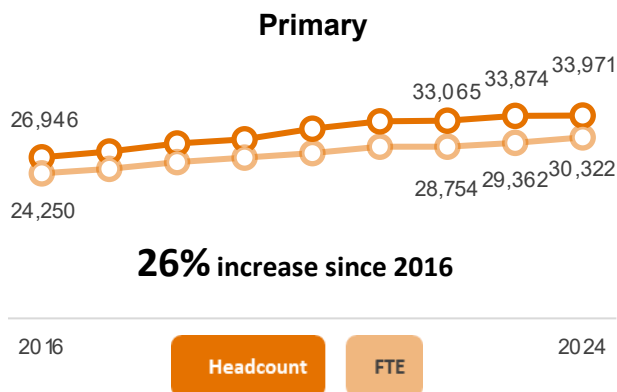 Primary
33,065 33,874 33,971
26,946
24,250
28,754 29,362 30,322
26% increase since 2016
2016 2024
Headcount FTE